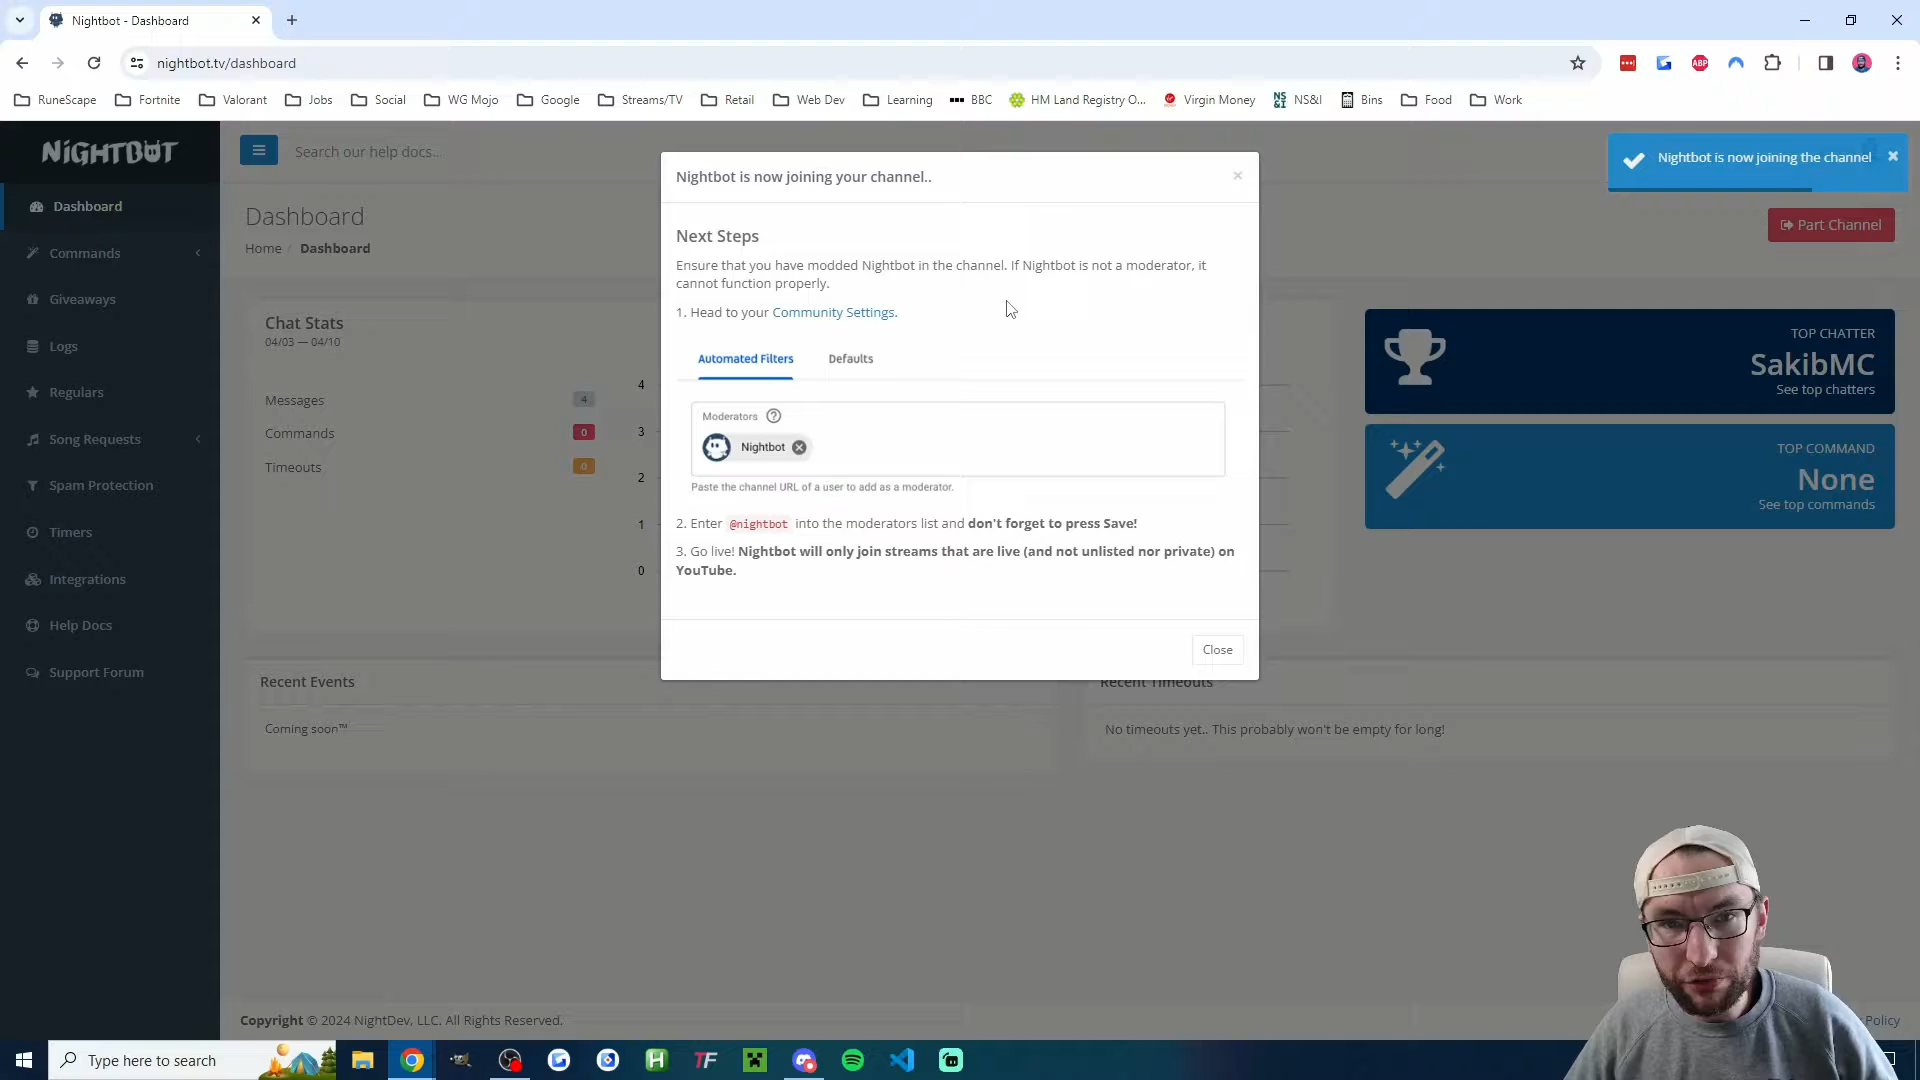 Nightbot - Dashboard
nightbot.tv/dashboard
ABP
RuneScape
Fortnite
Valorant
Jobs
Social
WG Mojo
Google
Streams/TV
Retail
Web Dev
Learning
BBC
HM Land Registry O...
Virgin Money
NS&I
Bins
Food
Work
NiGHTBOT
Search our help docs...
Nightbot is now joining the channel
Dashboard
Commands
Giveaways
Logs
Regulars
Song Requests
Spam Protection
Timers
Integrations
Help Docs
Support Forum
Dashboard
Home / Dashboard
Part Channel
Chat Stats
04/03 — 04/10
Messages 4
Commands 0
Timeouts 0
4
3
2
1
0
Nightbot is now joining your channel..
Next Steps
Ensure that you have modded Nightbot in the channel. If Nightbot is not a moderator, it
cannot function properly.
1. Head to your Community Settings.
Automated Filters Defaults
Moderators
Nightbot
Paste the channel URL of a user to add as a moderator.
2. Enter @nightbot into the moderators list and don't forget to press Save!
3. Go live! Nightbot will only join streams that are live (and not unlisted nor private) on
YouTube.
Close
TOP CHATTER
SakibMC
See top chatters
TOP COMMAND
None
See top commands
Recent Events
Coming soon™
Recent Timeouts
No timeouts yet.. This probably won't be empty for long!
Copyright © 2024 NightDev, LLC. All Rights Reserved.
Policy
Type here to search
H
TF